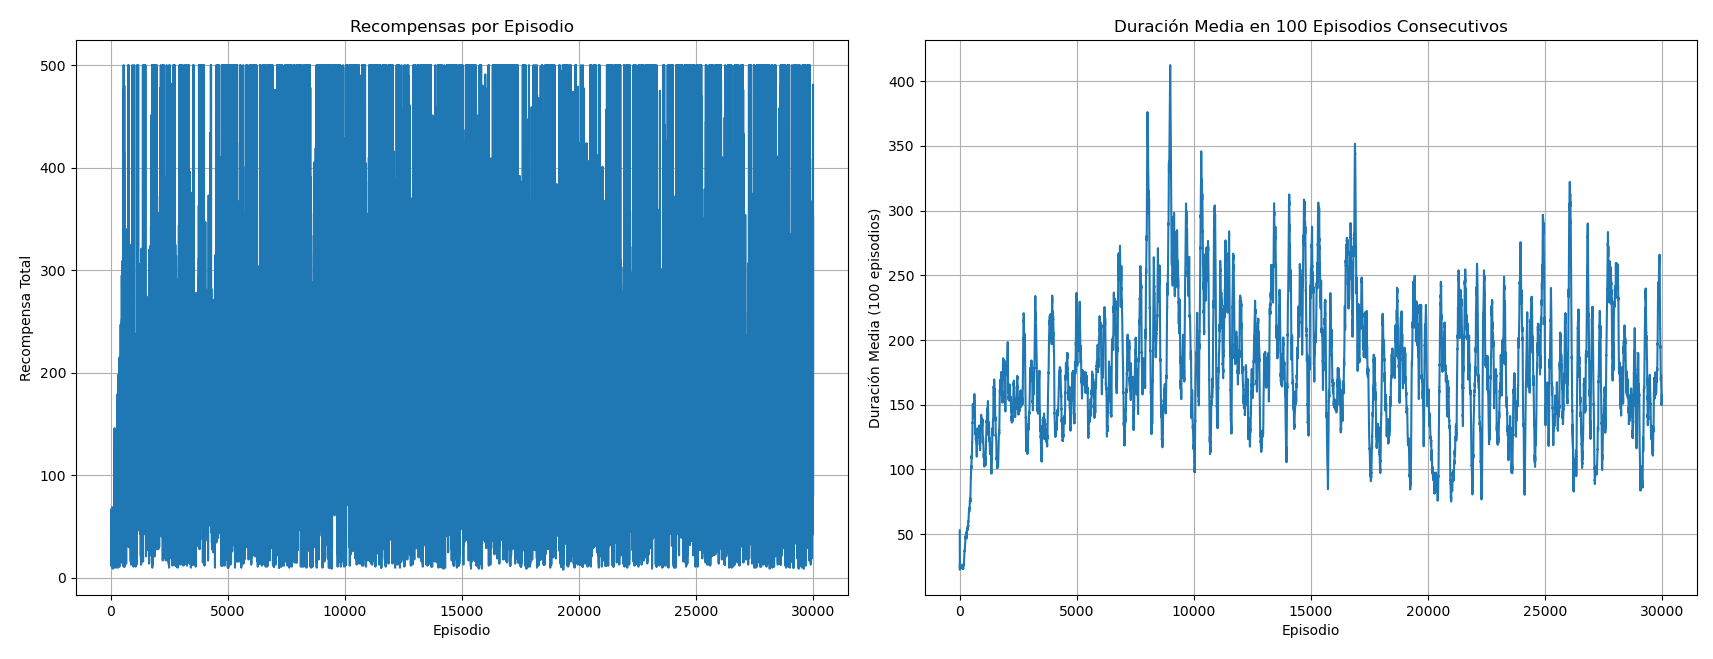 Recompensas por Episodio
Recompensa Total
500
400
300
200
100
0
0 5000 10000 15000 20000 25000 30000
Episodio
Duración Media en 100 Episodios Consecutivos
Duración Media (100 episodios)
400
350
300
250
200
150
100
50
0 5000 10000 15000 20000 25000 30000
Episodio